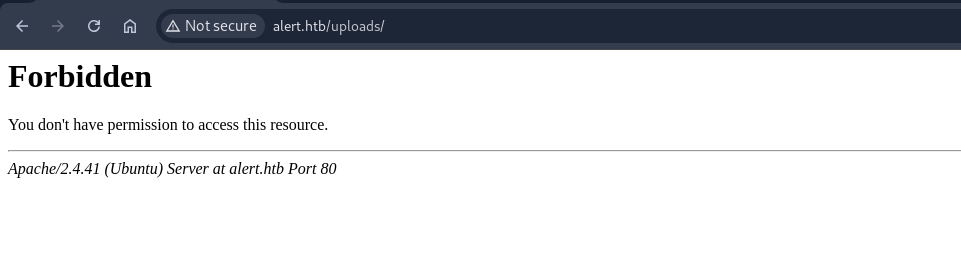 Not secure alert.htb/uploads/
Forbidden
You don't have permission to access this resource.
Apache/2.4.41 (Ubuntu) Server at alert.htb Port 80